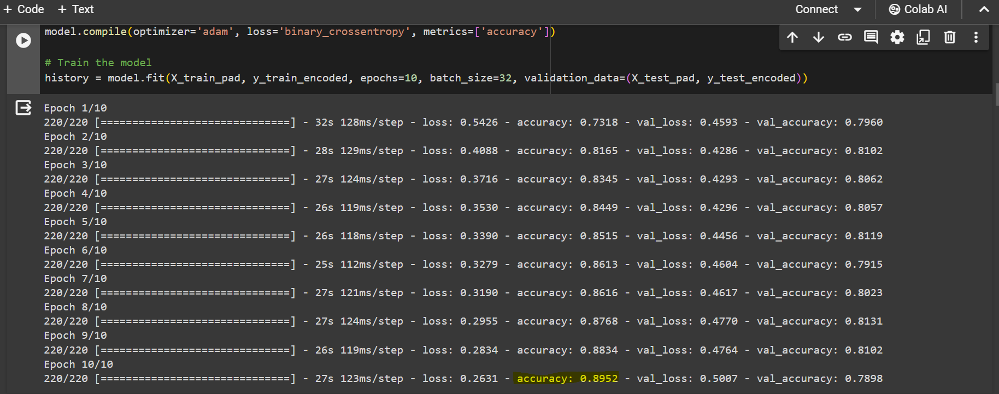 + Code + Text Connect Colab AI
model.compile(optimizer='adam', loss='binary_crossentropy', metrics=['accuracy'])
# Train the model
history = model.fit(X_train_pad, y_train_encoded, epochs=10, batch_size=32, validation_data=(X_test_pad, y_test_encoded))
Epoch 1/10
220/220 [==============================] - 32s 128ms/step - loss: 0.5426 - accuracy: 0.7318 - val_loss: 0.4593 - val_accuracy: 0.7960
Epoch 2/10
220/220 [==============================] - 28s 129ms/step - loss: 0.4088 - accuracy: 0.8165 - val_loss: 0.4286 - val_accuracy: 0.8102
Epoch 3/10
220/220 [==============================] - 27s 124ms/step - loss: 0.3716 - accuracy: 0.8345 - val_loss: 0.4293 - val_accuracy: 0.8062
Epoch 4/10
220/220 [==============================] - 26s 119ms/step - loss: 0.3530 - accuracy: 0.8449 - val_loss: 0.4296 - val_accuracy: 0.8057
Epoch 5/10
220/220 [==============================] - 26s 118ms/step - loss: 0.3390 - accuracy: 0.8515 - val_loss: 0.4456 - val_accuracy: 0.8119
Epoch 6/10
220/220 [==============================] - 25s 112ms/step - loss: 0.3279 - accuracy: 0.8613 - val_loss: 0.4604 - val_accuracy: 0.7915
Epoch 7/10
220/220 [==============================] - 27s 121ms/step - loss: 0.3190 - accuracy: 0.8616 - val_loss: 0.4617 - val_accuracy: 0.8023
Epoch 8/10
220/220 [==============================] - 27s 124ms/step - loss: 0.2955 - accuracy: 0.8768 - val_loss: 0.4770 - val_accuracy: 0.8131
Epoch 9/10
220/220 [==============================] - 26s 119ms/step - loss: 0.2834 - accuracy: 0.8834 - val_loss: 0.4764 - val_accuracy: 0.8102
Epoch 10/10
220/220 [==============================] - 27s 123ms/step - loss: 0.2631 - accuracy: 0.8952 - val_loss: 0.5007 - val_accuracy: 0.7898